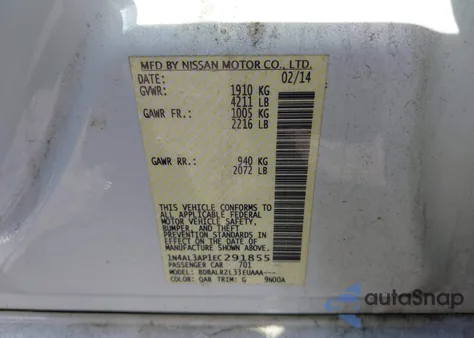 MFD BY NISSAN MOTOR CO., LTD.
DATE: 02/14
GVWR: 1910 KG
4211 LB
GAWR FR: 1005 KG
2216 LB
GAWR RR: 940 KG
2072 LB
THIS VEHICLE CONFORMS TO ALL
APPLICABLE FEDERAL MOTOR VEHICLE SAFETY,
BUMPER, AND THEFT
PREVENTION STANDARDS IN EFFECT
ON THE DATE OF MANUFACTURE
SHOWN ABOVE.
1N4AL3AP1EC291855
PASSENGER CAR 701
MODEL: BDBALRZL33EUAAA---
COLOR: QAB TRIM: G 9N00A
autoSnap